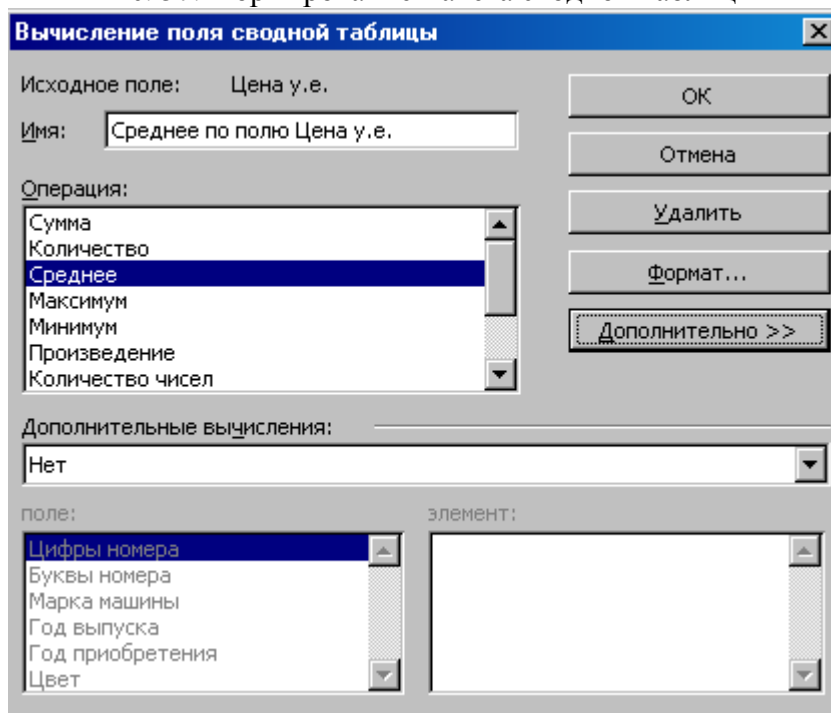 Вычисление поля сводной таблицы
Исходное поле: Цена у.е.
Имя: Среднее по полю Цена у.е.
Операция:
Сумма
Количество
Среднее
Максимум
Минимум
Произведение
Количество чисел
OK
Отмена
Удалить
Формат...
Дополнительно >>
Дополнительные вычисления:
Нет
поле:
Цифры номера
Буквы номера
Марка машины
Год выпуска
Год приобретения
Цвет
элемент: